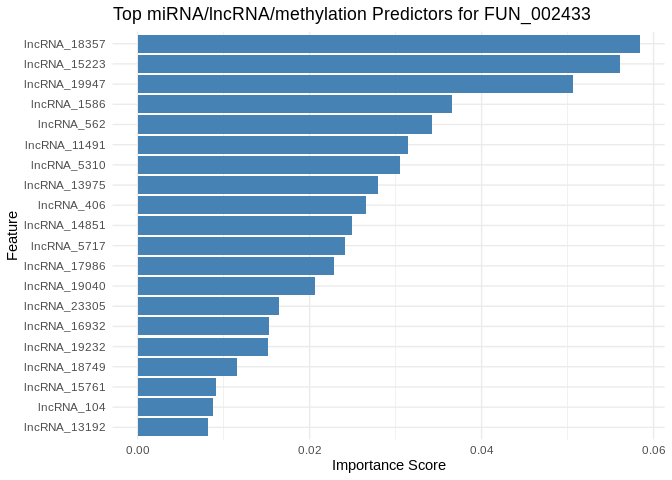 Top miRNA/lncRNA/methylation Predictors for FUN_002433
lncRNA_18357
lncRNA_15223
lncRNA_19947
lncRNA_1586
lncRNA_562
lncRNA_11491
lncRNA_5310
lncRNA_13975
lncRNA_406
lncRNA_14851
lncRNA_5717
lncRNA_17986
lncRNA_19040
lncRNA_23305
lncRNA_16932
lncRNA_19232
lncRNA_18749
lncRNA_15761
lncRNA_104
lncRNA_13192
Feature
0.00 0.02 0.04 0.06
Importance Score